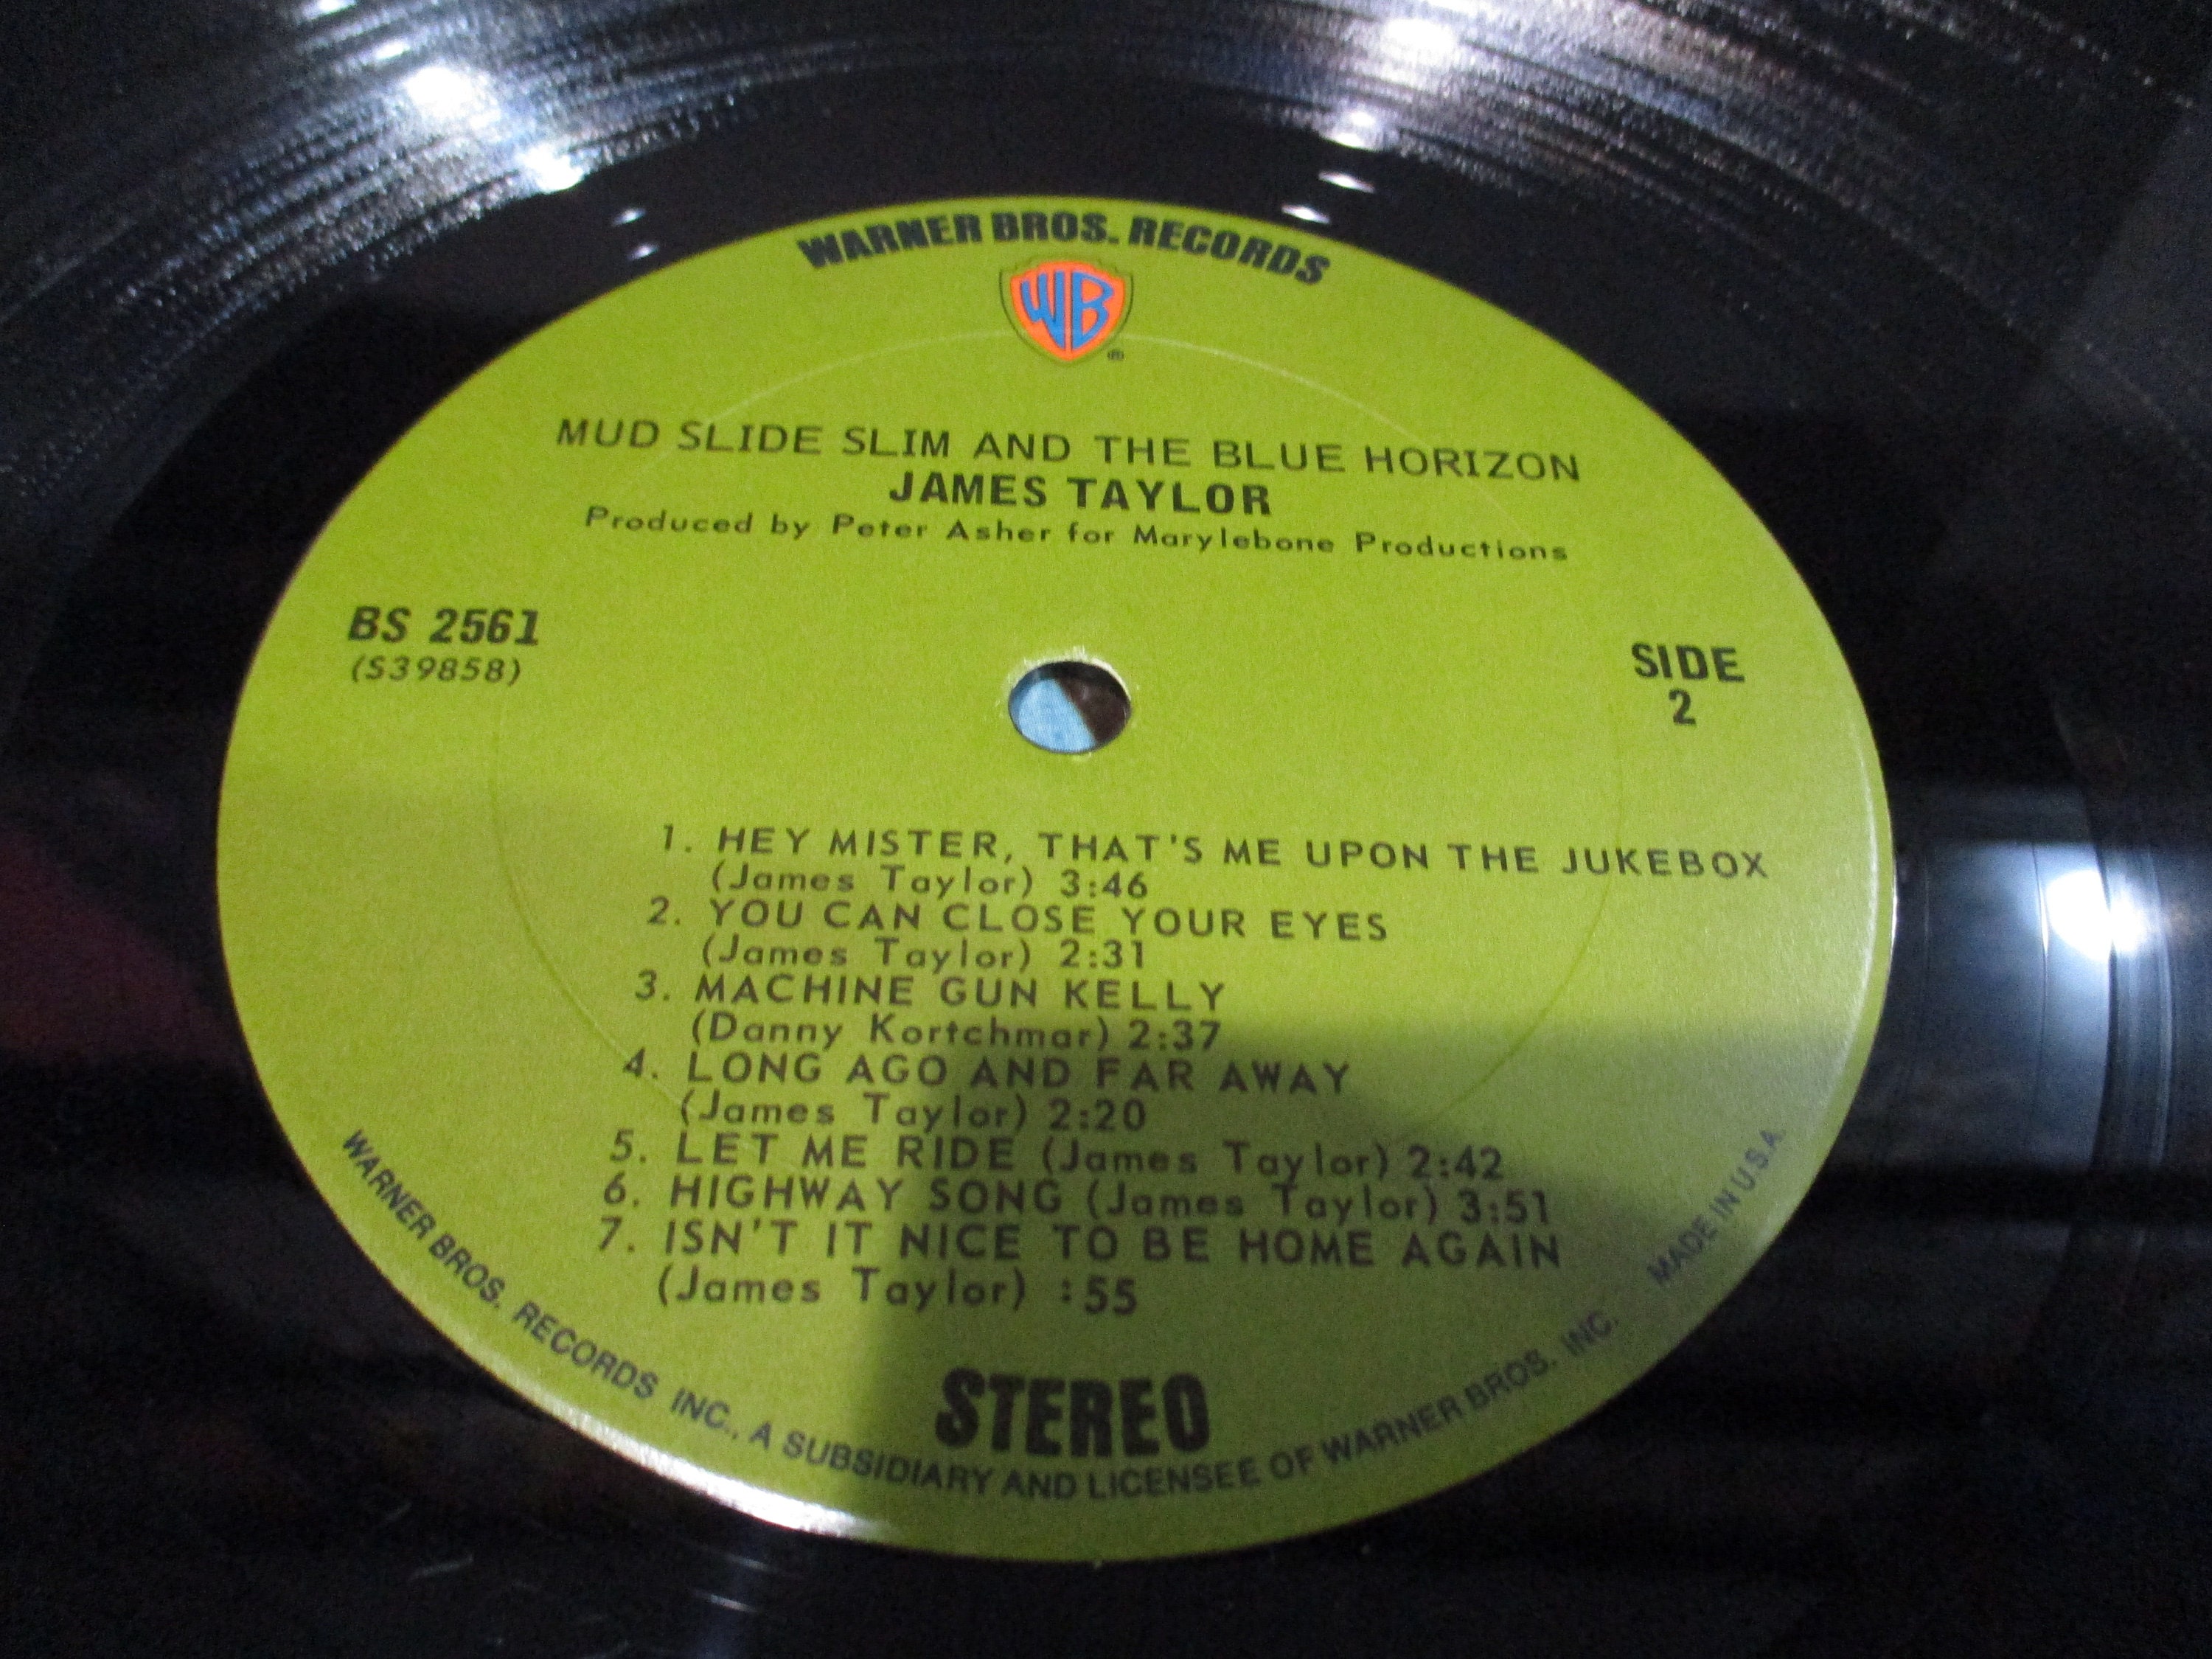 WARNER BROS. RECORDS
WB
®
MUD SLIDE SLIM AND THE BLUE HORIZON
JAMES TAYLOR
Produced by Peter Asher for Marylebone Productions
BS 2561
(S39858)
SIDE
2
1. HEY MISTER, THAT'S ME UPON THE JUKEBOX
(James Taylor) 3:46
2. YOU CAN CLOSE YOUR EYES
(James Taylor) 2:31
3. MACHINE GUN KELLY
(Danny Kortchmar) 2:37
4. LONG AGO AND FAR AWAY
(James Taylor) 2:20
5. LET ME RIDE (James Taylor) 2:42
6. HIGHWAY SONG (James Taylor) 3:51
7. ISN'T IT NICE TO BE HOME AGAIN
(James Taylor) :55
STEREO
WARNER BROS. RECORDS INC., A SUBSIDIARY AND LICENSEE OF WARNER BROS. INC. MADE IN U.S.A.